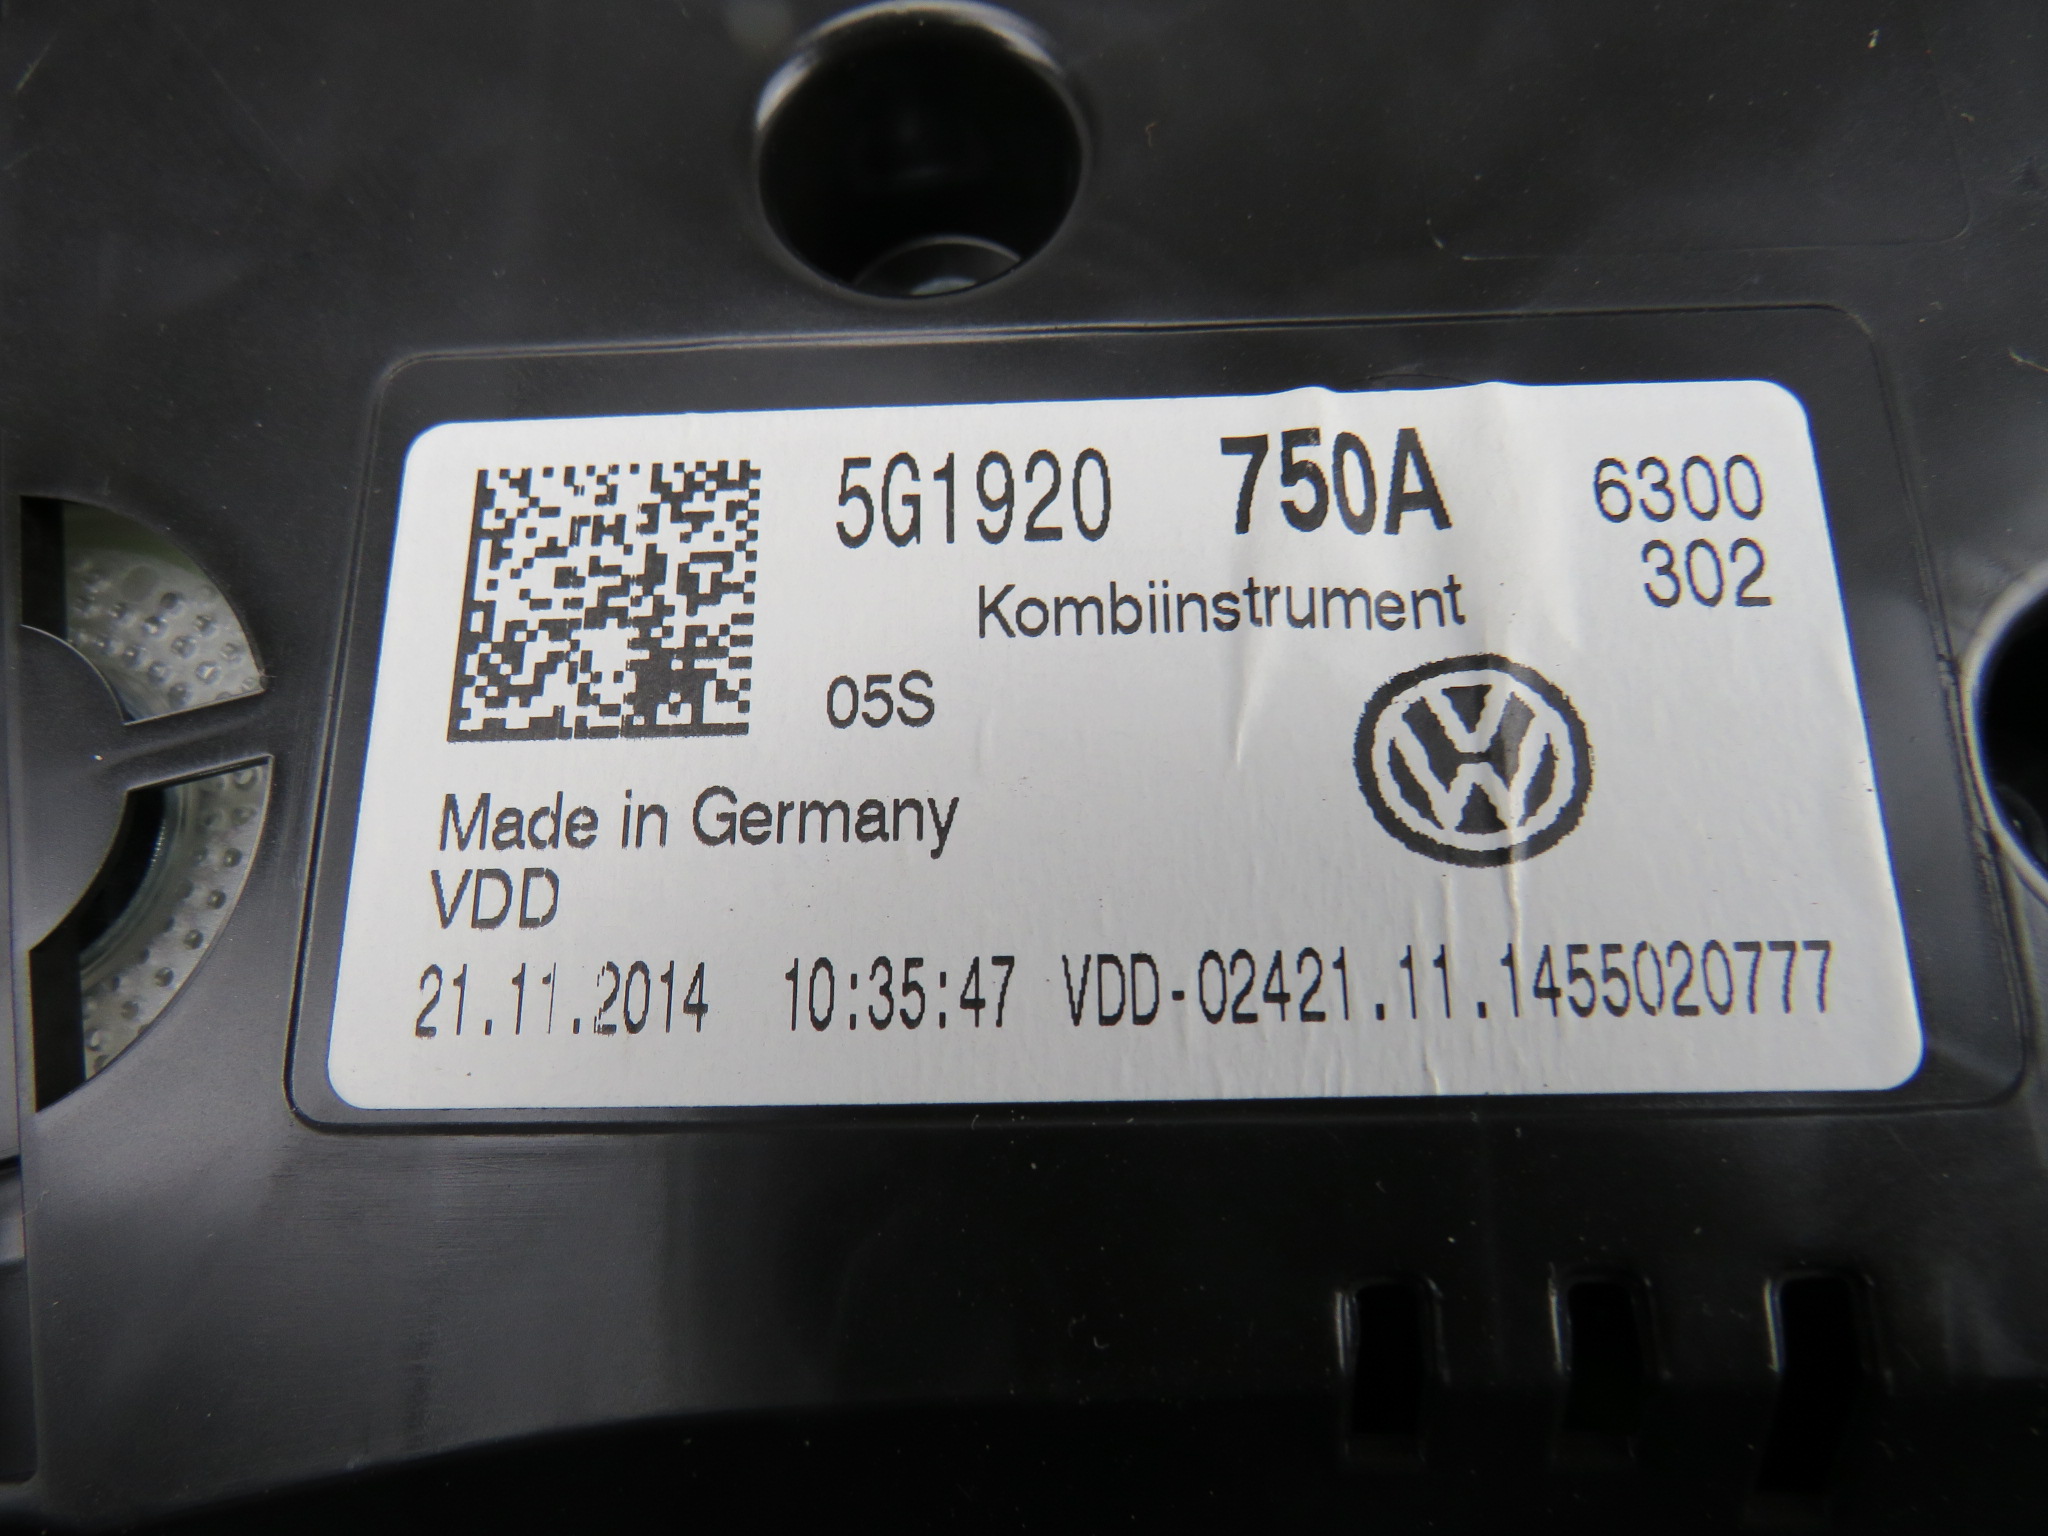 5G1920 750A 6300
302
Kombiinstrument
05S
Made in Germany
VDD
21.11.2014 10:35:47 VDD-02421.11.1455020777